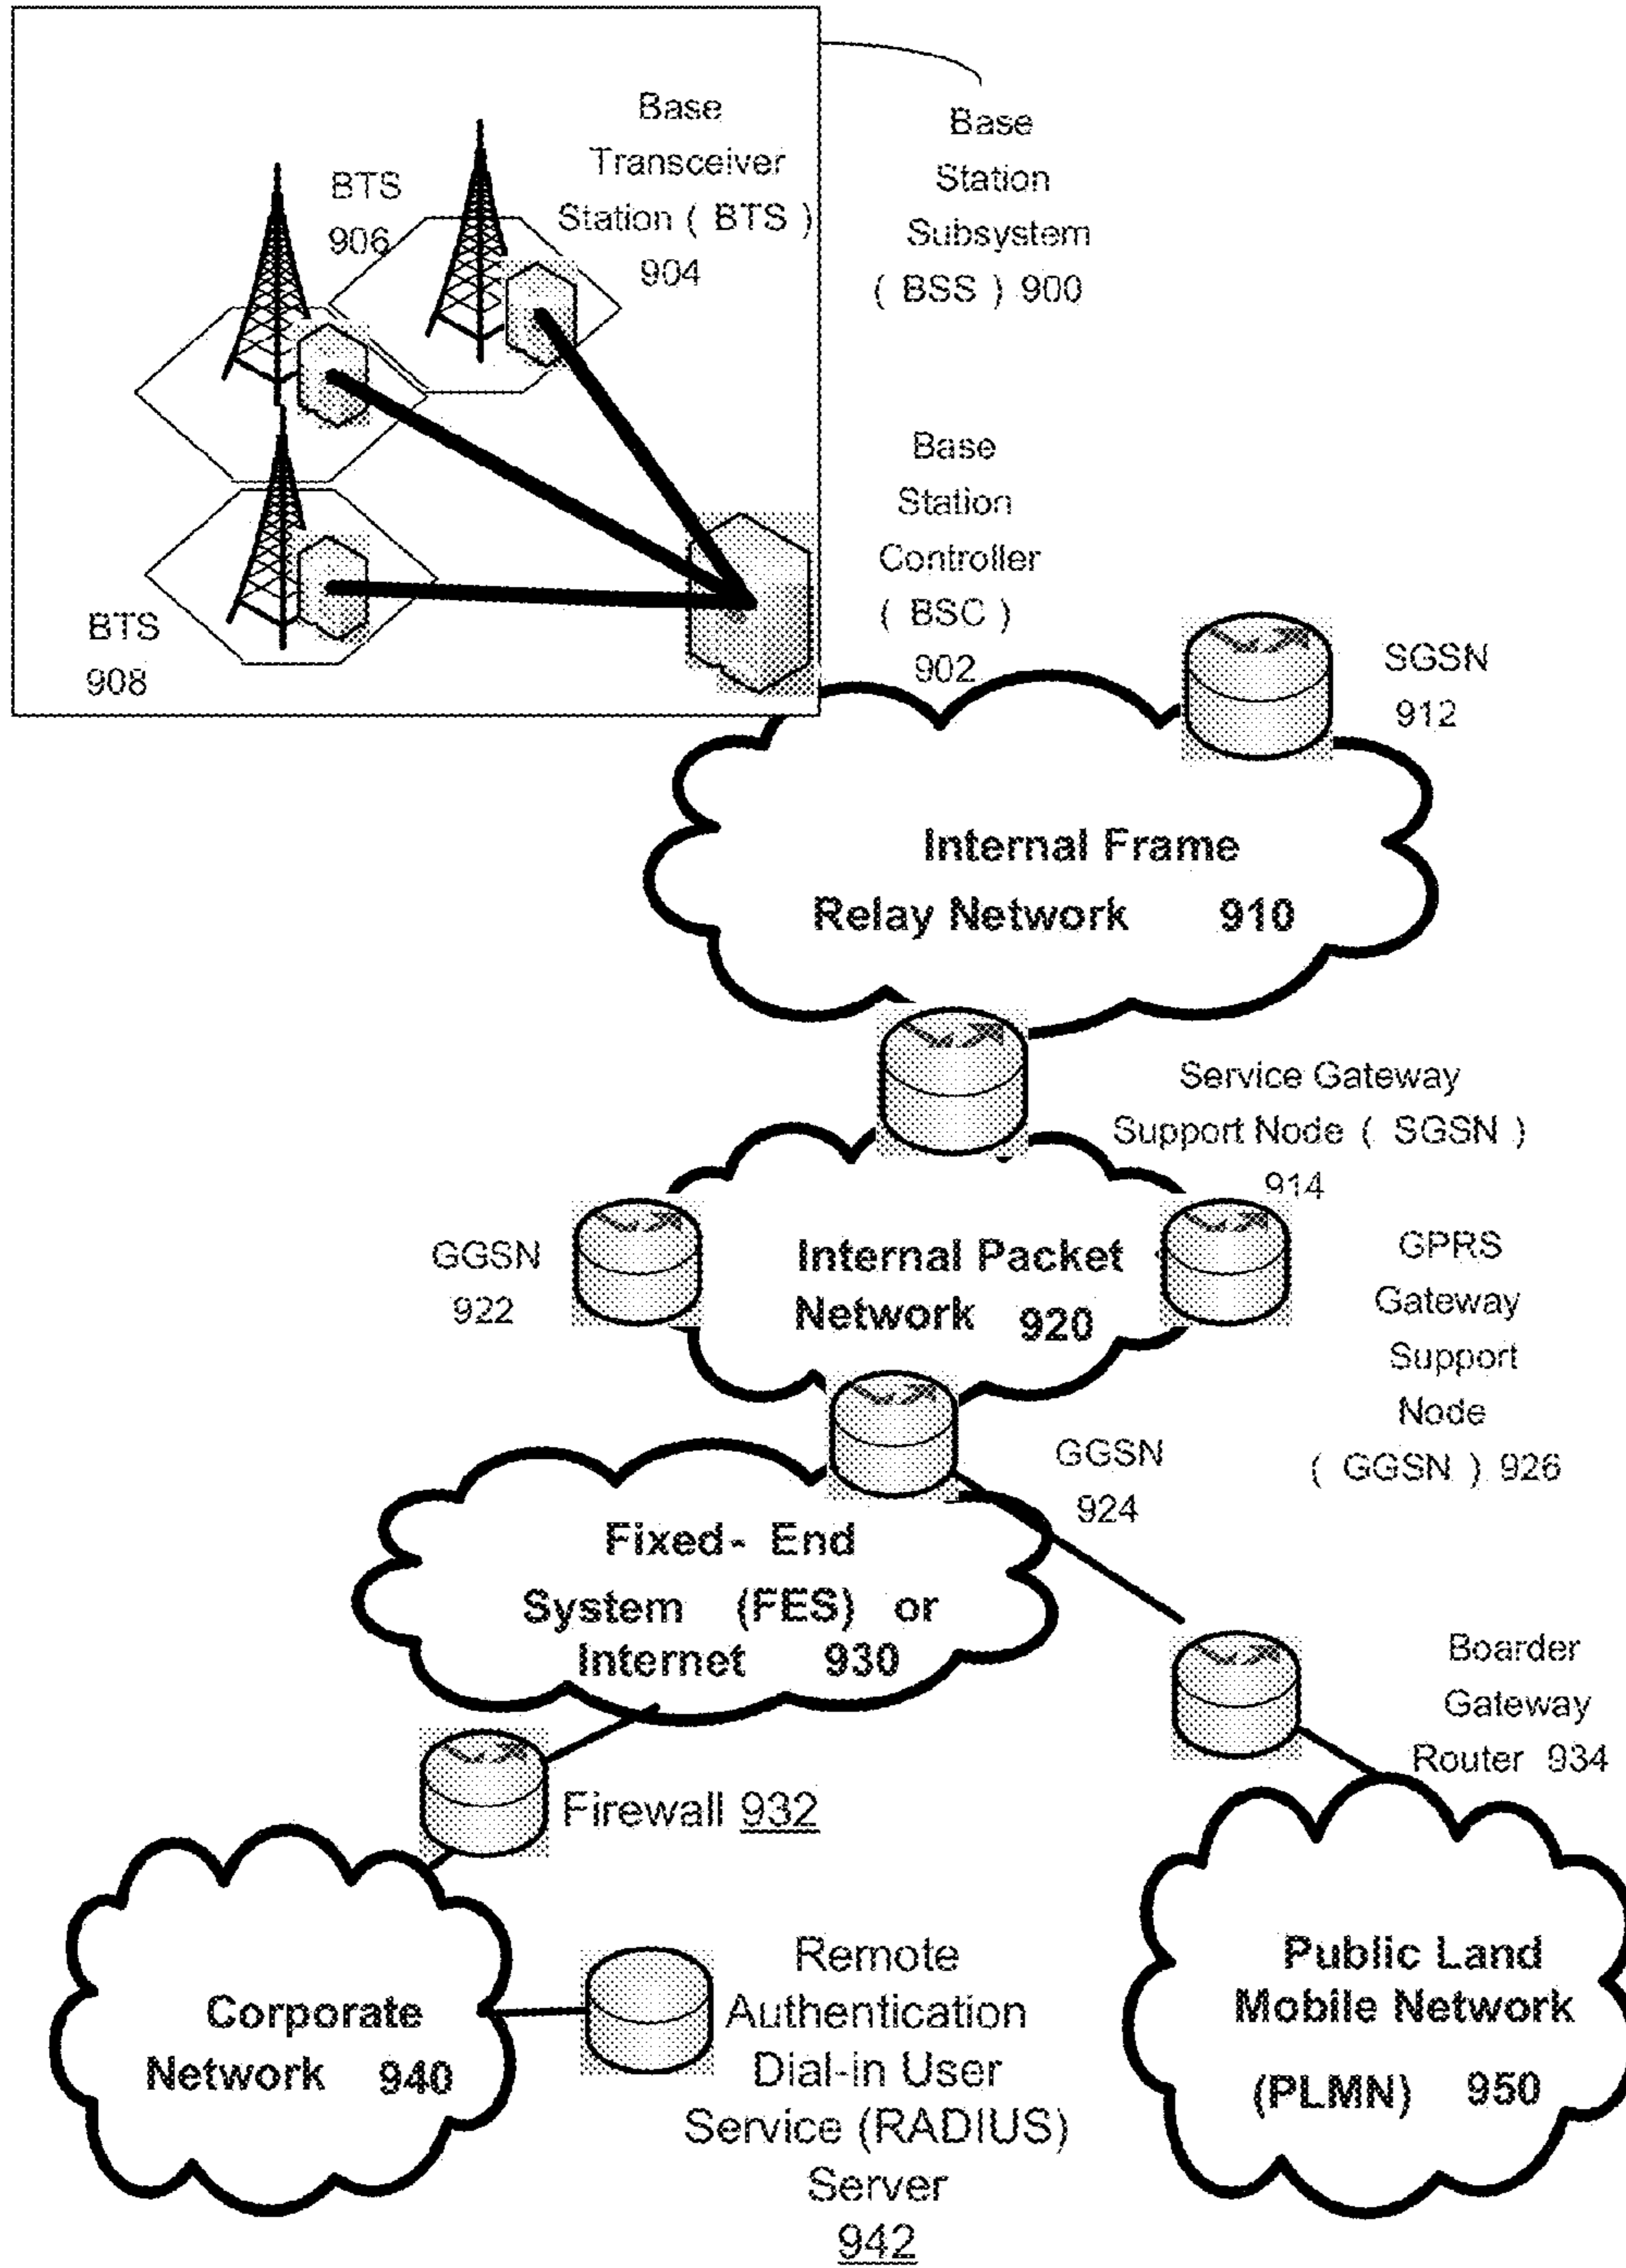 Base
Transceiver
Station ( BTS )
904
BTS
906
BTS
908
Base
Station
Subsystem
( BSS ) 900
Base
Station
Controller
( BSC )
902
SGSN
912
Internal Frame
Relay Network 910
Service Gateway
Support Node ( SGSN )
914
GGSN
922
Internal Packet
Network 920
GPRS
Gateway
Support
Node
( GGSN ) 926
GGSN
924
Fixed- End
System (FES) or
Internet 930
Boarder
Gateway
Router 934
Firewall 932
Corporate
Network 940
Remote
Authentication
Dial-in User
Service (RADIUS)
Server
942
Public Land
Mobile Network
(PLMN) 950